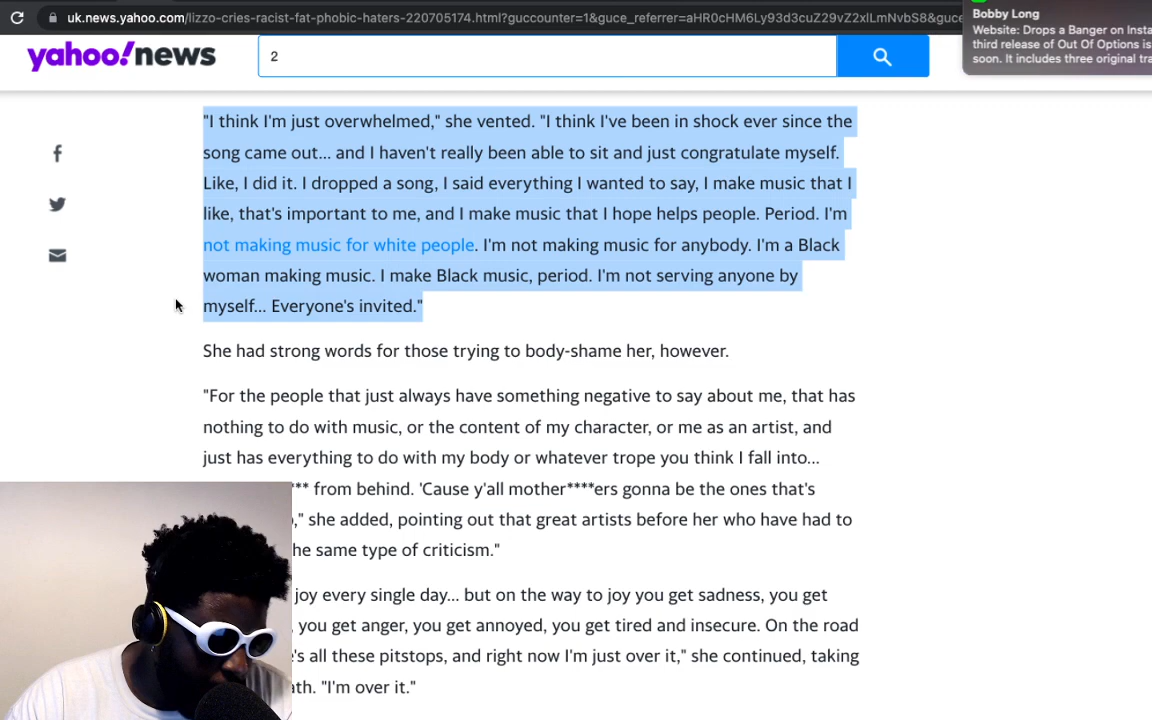 uk.news.yahoo.com/lizzo-cries-racist-fat-phobic-haters-220705174.html?guccounter=1&guce_referrer=aHR0cHM6Ly93d3cuZ29vZ2xlLmNvbS8&guce
Bobby Long
Website: Drops a Banger on Insta
third release of Out Of Options is
soon. It includes three original tra
yahoo!news
2
"I think I'm just overwhelmed," she vented. "I think I've been in shock ever since the
song came out... and I haven't really been able to sit and just congratulate myself.
Like, I did it. I dropped a song, I said everything I wanted to say, I make music that I
like, that's important to me, and I make music that I hope helps people. Period. I'm
not making music for white people. I'm not making music for anybody. I'm a Black
woman making music. I make Black music, period. I'm not serving anyone by
myself... Everyone's invited."
She had strong words for those trying to body-shame her, however.
"For the people that just always have something negative to say about me, that has
nothing to do with music, or the content of my character, or me as an artist, and
just has everything to do with my body or whatever trope you think I fall into...
*** from behind. 'Cause y'all mother****ers gonna be the ones that's
," she added, pointing out that great artists before her who have had to
he same type of criticism."
joy every single day... but on the way to joy you get sadness, you get
, you get anger, you get annoyed, you get tired and insecure. On the road
's all these pitstops, and right now I'm just over it," she continued, taking
ath. "I'm over it."